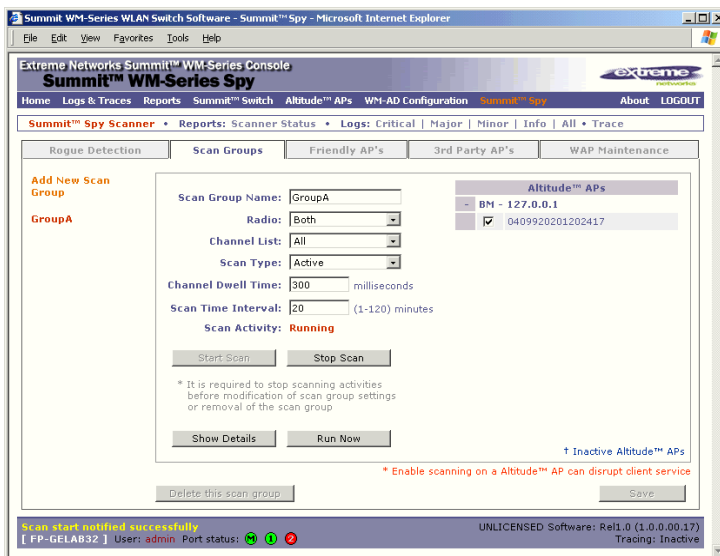 Summit WM-Series WLAN Switch Software - Summit™ Spy - Microsoft Internet Explorer
File Edit View Favorites Tools Help
Extreme Networks Summit™ WM-Series Console
Summit™ WM-Series Spy
extreme
networks
Home Logs & Traces Reports Summit™ Switch Altitude™ APs WM-AD Configuration Summit™ Spy About LOGOUT
Summit™ Spy Scanner • Reports: Scanner Status • Logs: Critical | Major | Minor | Info | All • Trace
Rogue Detection Scan Groups Friendly AP's 3rd Party AP's WAP Maintenance
Add New Scan
Group
GroupA
Scan Group Name: GroupA
Radio: Both
Channel List: All
Scan Type: Active
Channel Dwell Time: 300 milliseconds
Scan Time Interval: 20 (1-120) minutes
Scan Activity: Running
Start Scan Stop Scan
* It is required to stop scanning activities
before modification of scan group settings
or removal of the scan group
Show Details Run Now
Altitude™ APs
- BM - 127.0.0.1
0409920201202417
† Inactive Altitude™ APs
* Enable scanning on a Altitude™ AP can disrupt client service
Delete this scan group Save
Scan start notified successfully
[ FP-GELAB32 ] User: admin Port status: M 1 2
UNLICENSED Software: Rel1.0 (1.0.0.00.17)
Tracing: Inactive